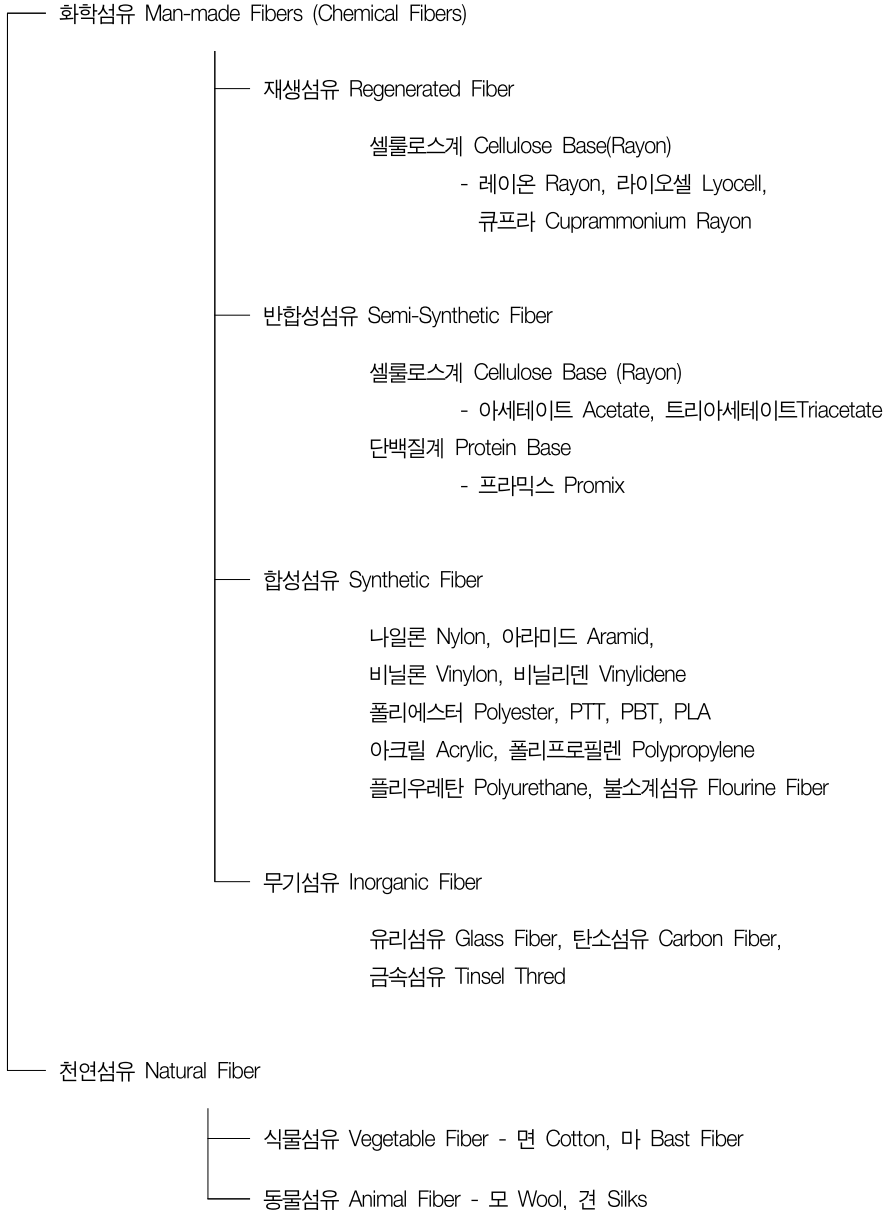 화학섬유 Man-made Fibers (Chemical Fibers)
재생섬유 Regenerated Fiber
셀룰로스계 Cellulose Base(Rayon)
- 레이온 Rayon, 라이오셀 Lyocell,
큐프라 Cuprammonium Rayon
반합성섬유 Semi-Synthetic Fiber
셀룰로스계 Cellulose Base (Rayon)
- 아세테이트 Acetate, 트리아세테이트Triacetate
단백질계 Protein Base
- 프라믹스 Promix
합성섬유 Synthetic Fiber
나일론 Nylon, 아라미드 Aramid,
비닐론 Vinylon, 비닐리덴 Vinylidene
폴리에스터 Polyester, PTT, PBT, PLA
아크릴 Acrylic, 폴리프로필렌 Polypropylene
플리우레탄 Polyurethane, 불소계섬유 Flourine Fiber
무기섬유 Inorganic Fiber
유리섬유 Glass Fiber, 탄소섬유 Carbon Fiber,
금속섬유 Tinsel Thred
천연섬유 Natural Fiber
식물섬유 Vegetable Fiber - 면 Cotton, 마 Bast Fiber
동물섬유 Animal Fiber - 모 Wool, 견 Silks